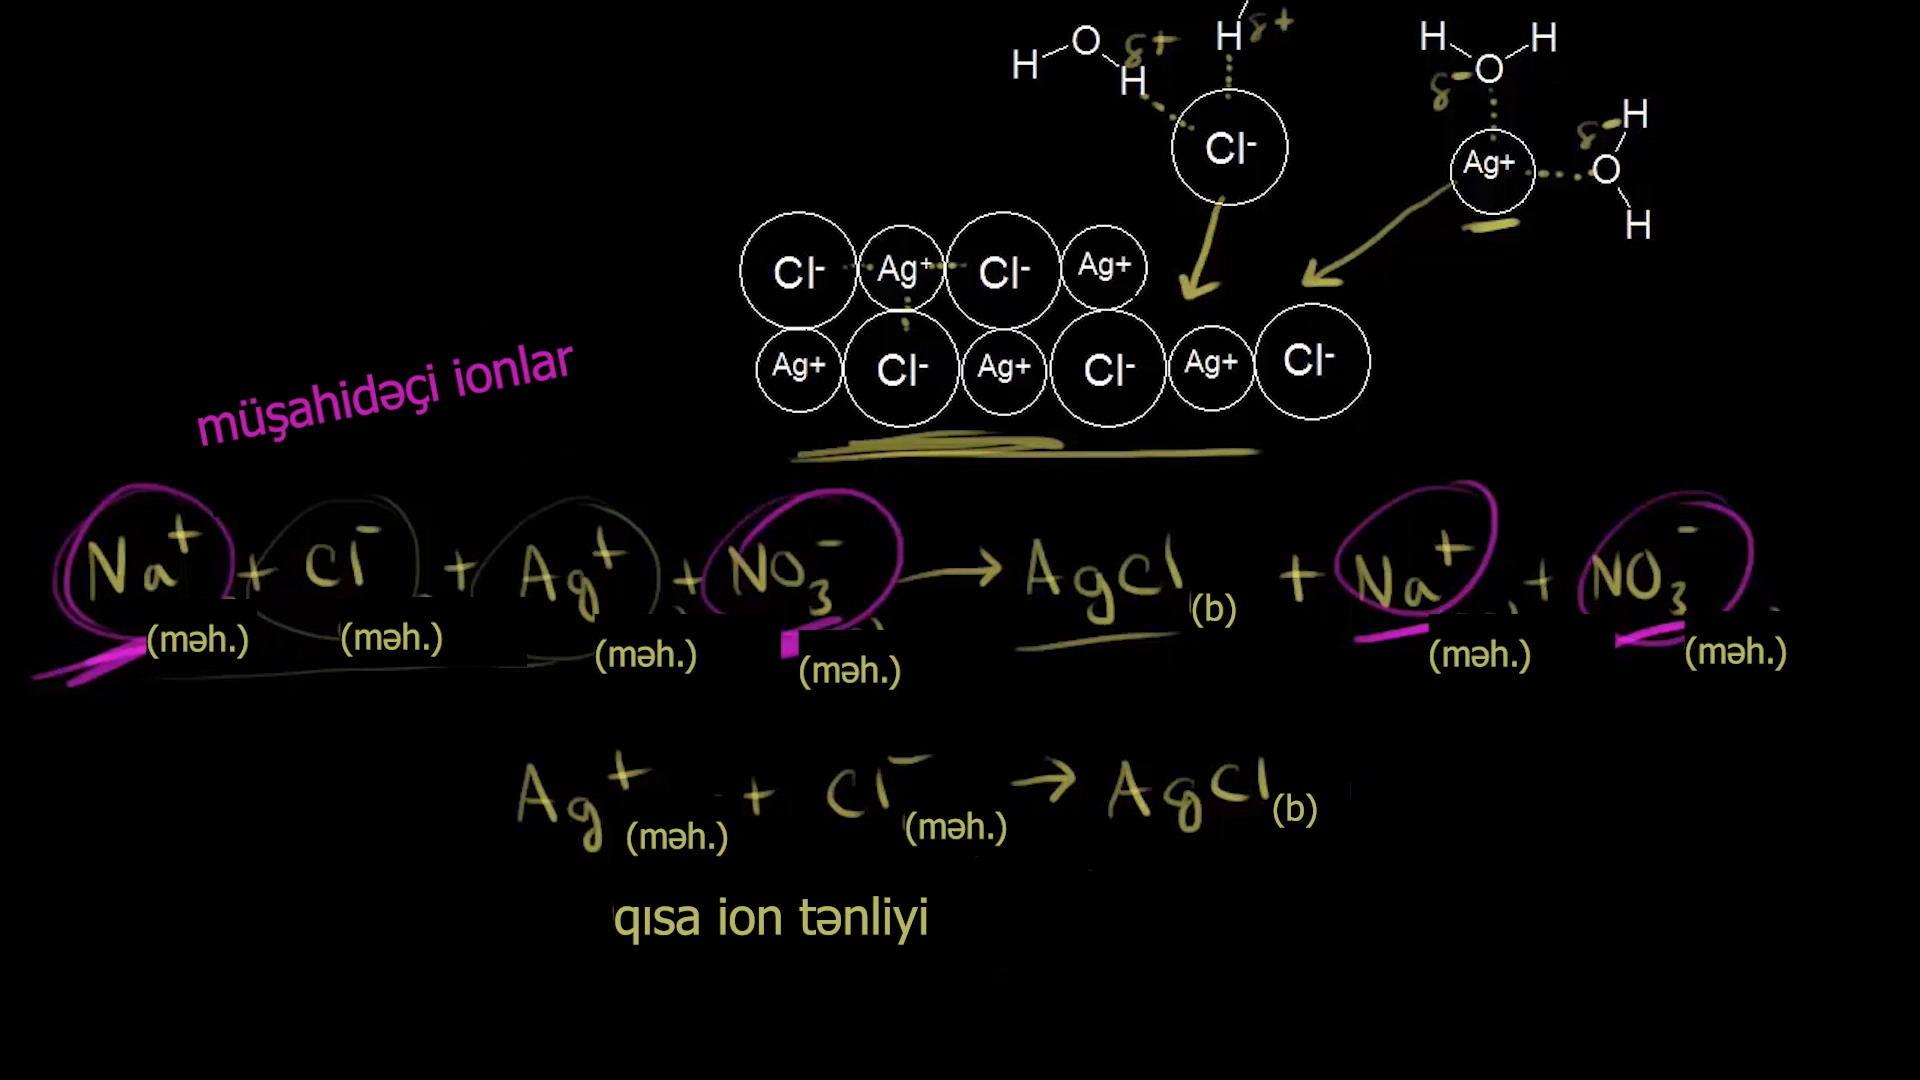 H O H δ+ H δ+ Cl-
H O H δ- Ag+ δ- O H H
Cl- Ag+ Cl- Ag+
Ag+ Cl- Ag+ Cl- Ag+ Cl-
müşahidəçi ionlar
Na⁺(məh.) + Cl⁻(məh.) + Ag⁺(məh.) + NO₃⁻(məh.) → AgCl(b) + Na⁺(məh.) + NO₃⁻(məh.)
Ag⁺(məh.) + Cl⁻(məh.) → AgCl(b)
qısa ion tənliyi